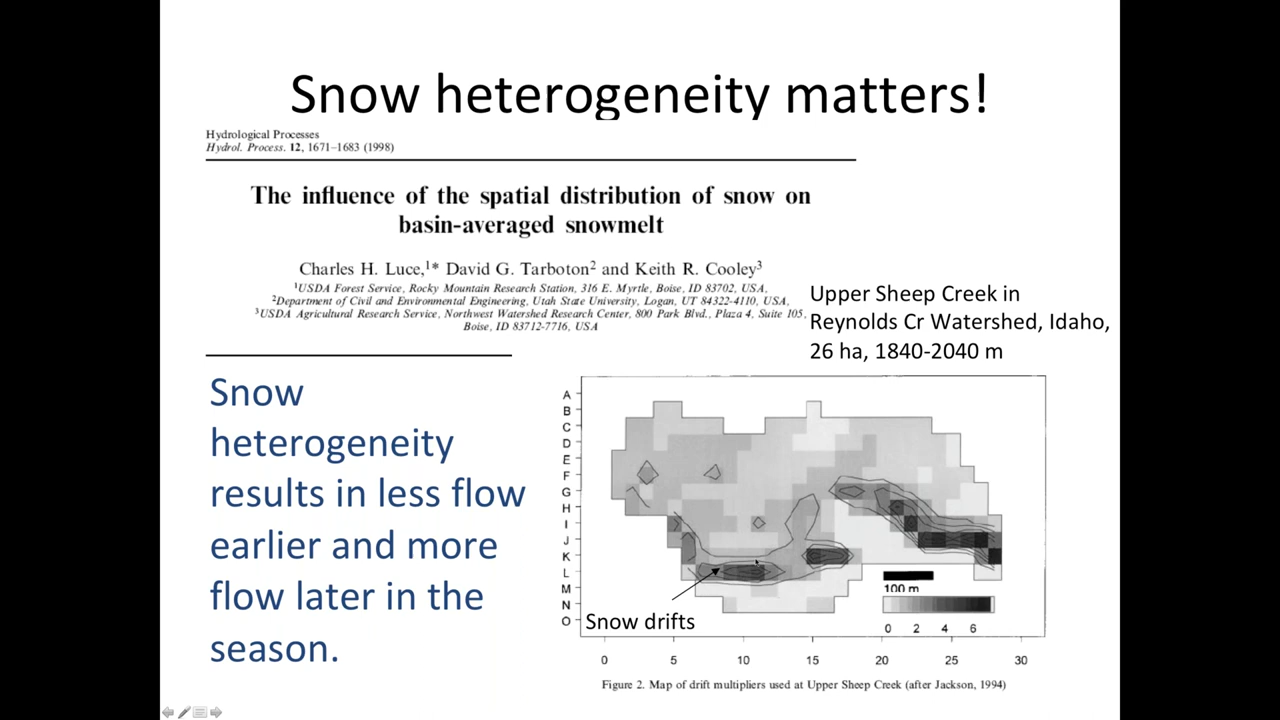 Snow heterogeneity matters!
Hydrological Processes
Hydrol. Process. 12, 1671–1683 (1998)
The influence of the spatial distribution of snow on
basin-averaged snowmelt
Charles H. Luce,1* David G. Tarboton2 and Keith R. Cooley3
1USDA Forest Service, Rocky Mountain Research Station, 316 E. Myrtle, Boise, ID 83702, USA,
2Department of Civil and Environmental Engineering, Utah State University, Logan, UT 84322-4110, USA,
3USDA Agricultural Research Service, Northwest Watershed Research Center, 800 Park Blvd., Plaza 4, Suite 105,
Boise, ID 83712-7716, USA
Upper Sheep Creek in
Reynolds Cr Watershed, Idaho,
26 ha, 1840-2040 m
Snow
heterogeneity
results in less flow
earlier and more
flow later in the
season.
A
B
C
D
E
F
G
H
I
J
K
L
M
N
O
Snow drifts
100 m
0 2 4 6
0 5 10 15 20 25 30
Figure 2. Map of drift multipliers used at Upper Sheep Creek (after Jackson, 1994)